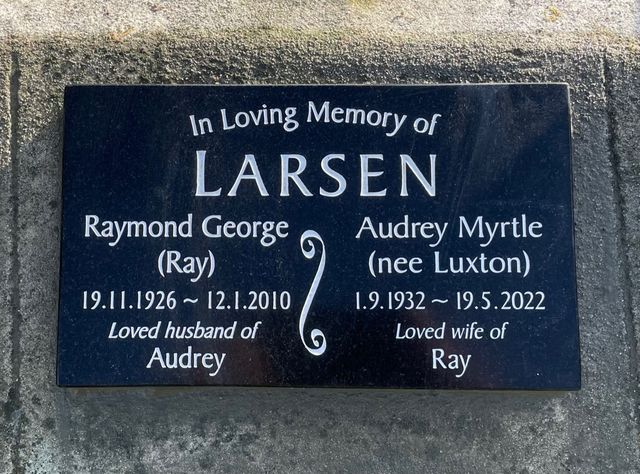 In Loving Memory of
LARSEN
Raymond George
(Ray)
19.11.1926 ~ 12.1.2010
Loved husband of
Audrey
Audrey Myrtle
(nee Luxton)
1.9.1932 ~ 19.5.2022
Loved wife of
Ray